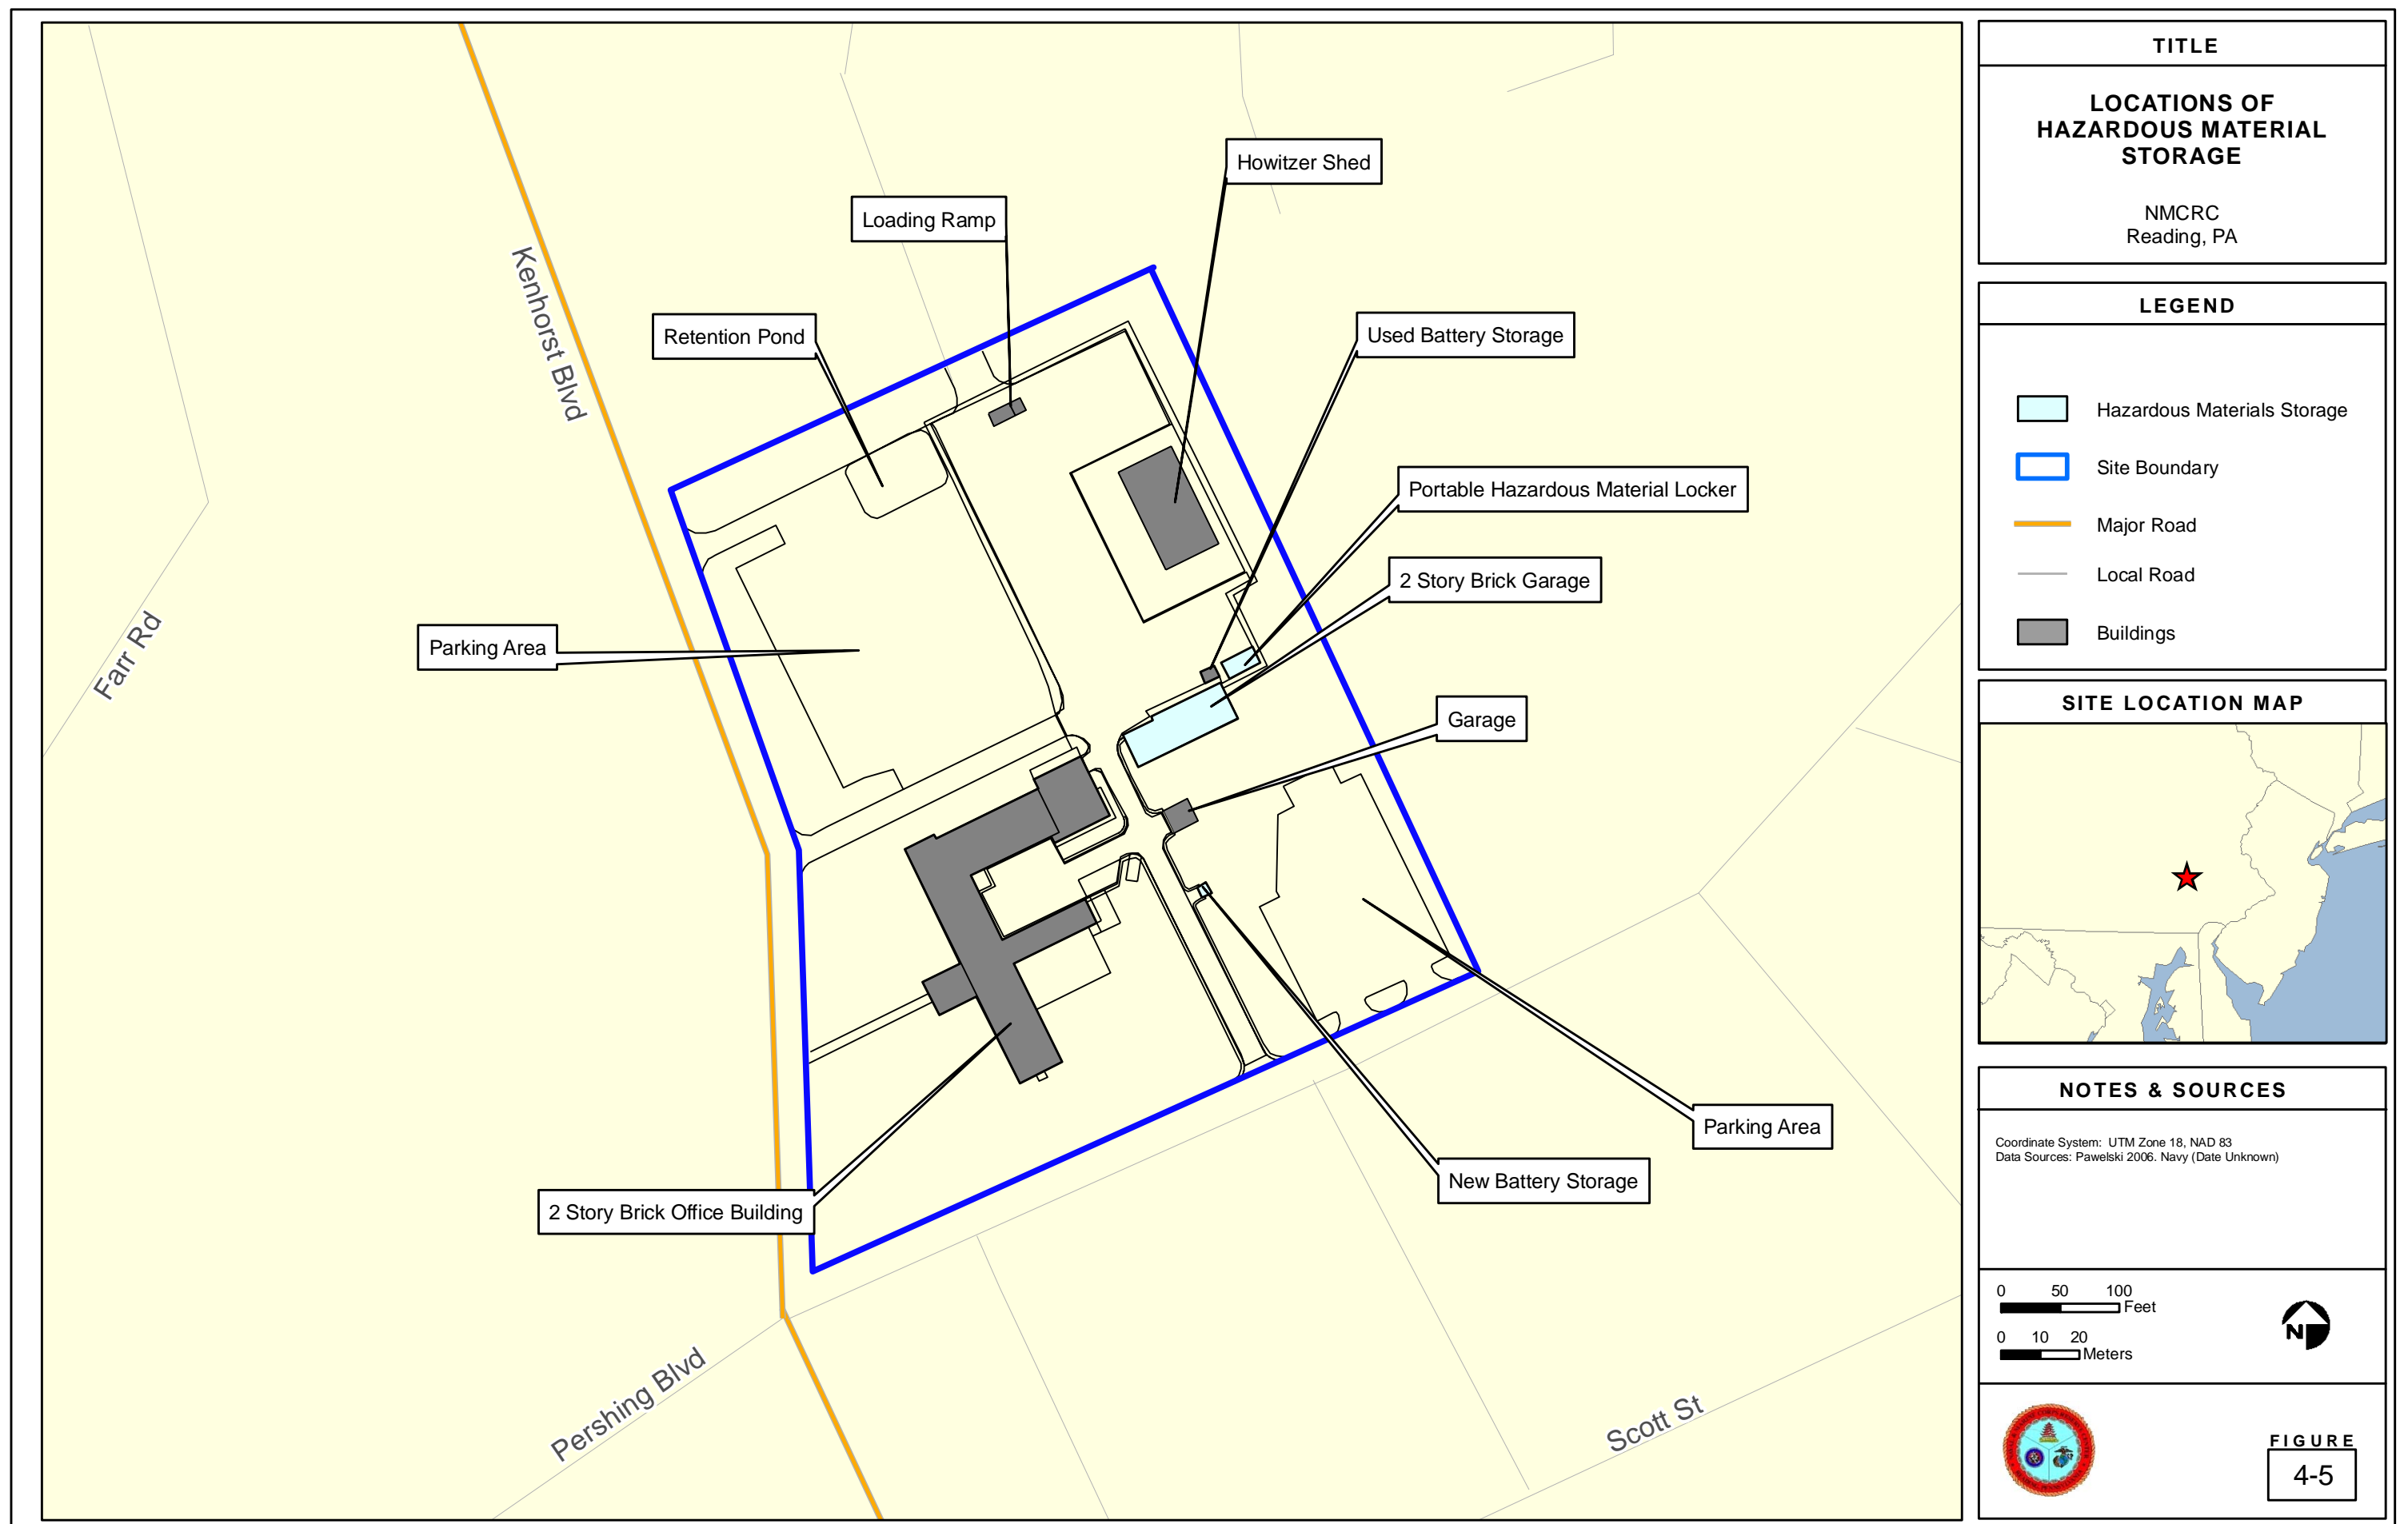 Howitzer Shed
Loading Ramp
Retention Pond
Used Battery Storage
Kenhorst Blvd
Portable Hazardous Material Locker
2 Story Brick Garage
Parking Area
Farr Rd
Garage
Parking Area
New Battery Storage
2 Story Brick Office Building
Pershing Blvd
Scott St
TITLE
LOCATIONS OF
HAZARDOUS MATERIAL
STORAGE
NMCRC
Reading, PA
LEGEND
Hazardous Materials Storage
Site Boundary
Major Road
Local Road
Buildings
SITE LOCATION MAP
NOTES & SOURCES
Coordinate System: UTM Zone 18, NAD 83
Data Sources: Pawelski 2006. Navy (Date Unknown)
0 50 100
Feet
0 10 20
Meters
N
FIGURE
4-5